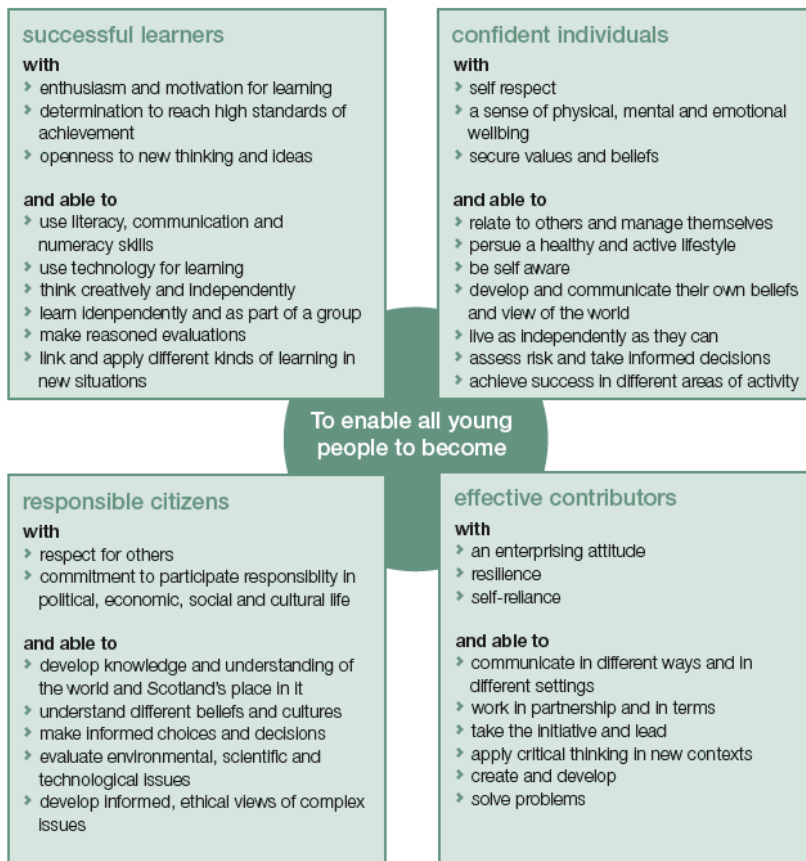 successful learners
with
› enthusiasm and motivation for learning
› determination to reach high standards of
achievement
› openness to new thinking and ideas
and able to
› use literacy, communication and
numeracy skills
› use technology for learning
› think creatively and independently
› learn idenpendently and as part of a group
› make reasoned evaluations
› link and apply different kinds of learning in
new situations
confident individuals
with
› self respect
› a sense of physical, mental and emotional
wellbing
› secure values and beliefs
and able to
› relate to others and manage themselves
› persue a healthy and active lifestyle
› be self aware
› develop and communicate their own beliefs
and view of the world
› live as independently as they can
› assess risk and take informed decisions
› achieve success in different areas of activity
To enable all young
people to become
responsible citizens
with
› respect for others
› commitment to participate responsiblity in
political, economic, social and cultural life
and able to
› develop knowledge and understanding of
the world and Scotland's place in it
› understand different beliefs and cultures
› make informed choices and decisions
› evaluate environmental, scientific and
technological issues
› develop informed, ethical views of complex
issues
effective contributors
with
› an enterprising attitude
› resilience
› self-reliance
and able to
› communicate in different ways and in
different settings
› work in partnership and in terms
› take the initiative and lead
› apply critical thinking in new contexts
› create and develop
› solve problems